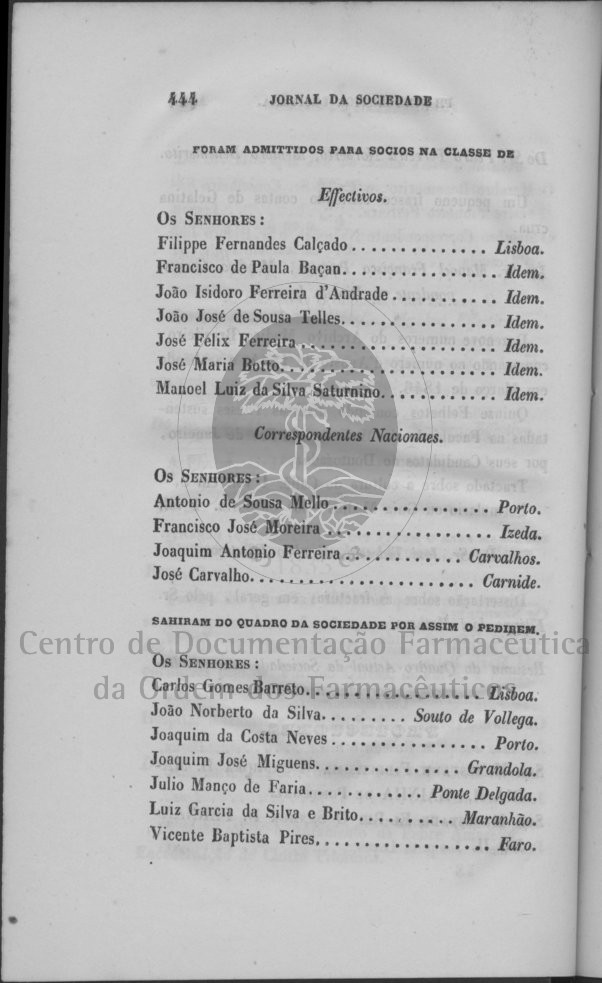 444 JORNAL DA SOCIEDADE
FORAM ADMITTIDOS PARA SOCIOS NA CLASSE DE
Effectivos.
OS SENHORES :
Filippe Fernandes Calçado . . . . . . . . . . . . . . . Lisboa.
Francisco de Paula Baçan. . . . . . . . . . . . . . . . Idem.
João Isidoro Ferreira d'Andrade . . . . . . . . . . . Idem.
João José de Sousa Telles. . . . . . . . . . . . . . . . Idem.
José Felix Ferreira . . . . . . . . . . . . . . . . . . . . Idem.
José Maria Botto. . . . . . . . . . . . . . . . . . . . . . Idem.
Manoel Luiz da Silva Saturnino. . . . . . . . . . . . Idem.
Correspondentes Nacionaes.
OS SENHORES :
Antonio de Sousa Mello . . . . . . . . . . . . . . . . Porto.
Francisco José Moreira . . . . . . . . . . . . . . . . . Izeda.
Joaquim Antonio Ferreira . . . . . . . . . . . . Carvalhos.
José Carvalho. . . . . . . . . . . . . . . . . . . . . . . Carnide.
SAHIRAM DO QUADRO DA SOCIEDADE POR ASSIM O PEDIREM.
Centro de Documentação Farmacêutica
OS SENHORES :
da Ordem dos Farmacêuticos
Carlos Gomes Barreto. . . . . . . . . . . . . . . . . . Lisboa.
João Norberto da Silva. . . . . . . . . Souto de Vollega.
Joaquim da Costa Neves . . . . . . . . . . . . . . . . Porto.
Joaquim José Miguens. . . . . . . . . . . . . . . Grandola.
Julio Manço de Faria. . . . . . . . . . . . Ponte Delgada.
Luiz Garcia da Silva e Brito. . . . . . . . . . Maranhão.
Vicente Baptista Pires. . . . . . . . . . . . . . . . . . Faro.